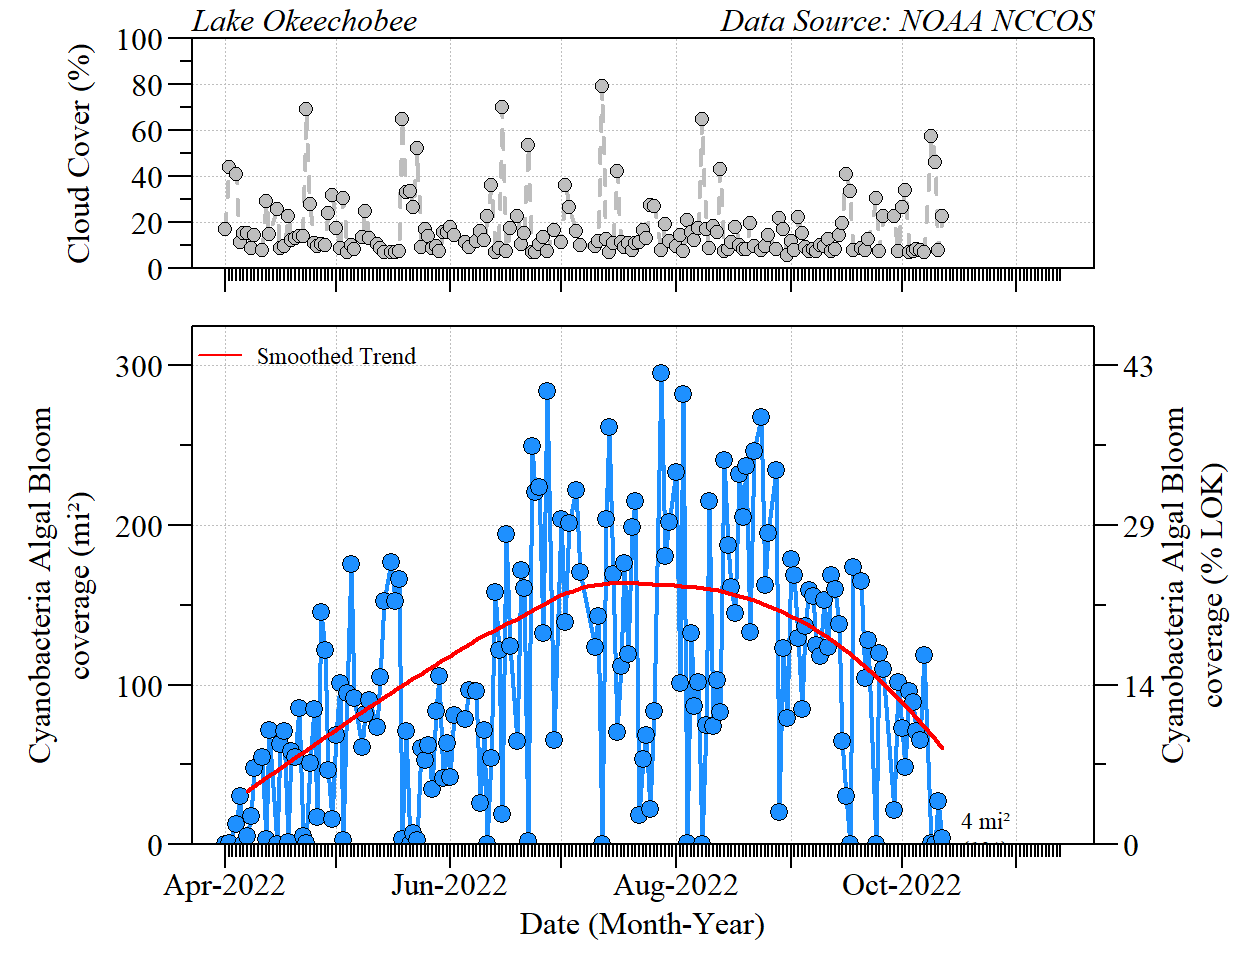 Lake Okeechobee
Data Source: NOAA NCCOS
Cloud Cover (%)
100
80
60
40
20
0
Smoothed Trend
Cyanobacteria Algal Bloom
coverage (mi²)
300
200
100
0
43
29
14
0
Cyanobacteria Algal Bloom
coverage (% LOK)
4 mi²
Apr-2022
Jun-2022
Aug-2022
Oct-2022
Date (Month-Year)